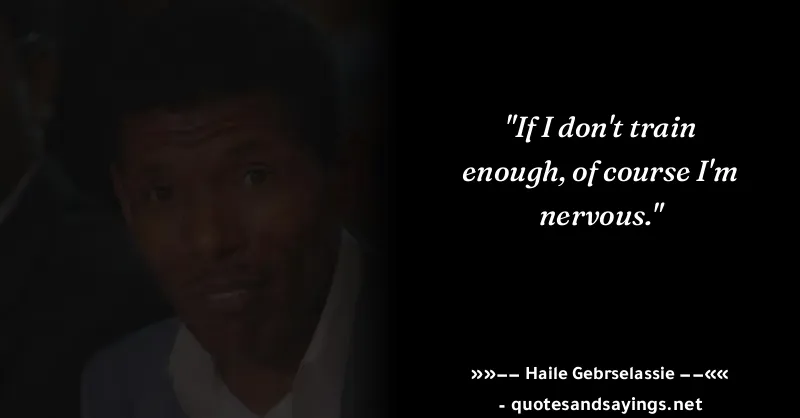 "If I don't train
enough, of course I'm
nervous."
»»−− Haile Gebrselassie −−««
- quotesandsayings.net